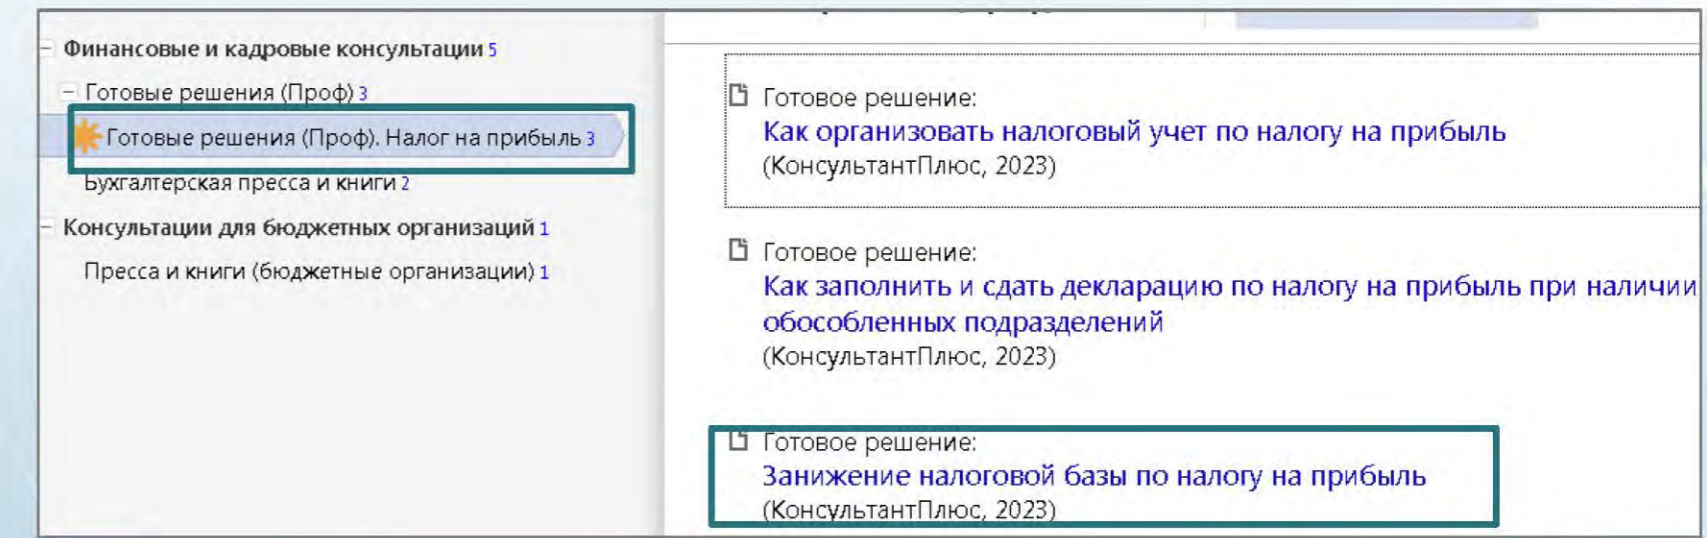 Финансовые и кадровые консультации 5
Готовые решения (Проф) 3
Готовые решения (Проф). Налог на прибыль 3
Бухгалтерская пресса и книги 2
Консультации для бюджетных организаций 1
Пресса и книги (бюджетные организации) 1
Готовое решение:
Как организовать налоговый учет по налогу на прибыль
(КонсультантПлюс, 2023)
Готовое решение:
Как заполнить и сдать декларацию по налогу на прибыль при наличии
обособленных подразделений
(КонсультантПлюс, 2023)
Готовое решение:
Занижение налоговой базы по налогу на прибыль
(КонсультантПлюс, 2023)